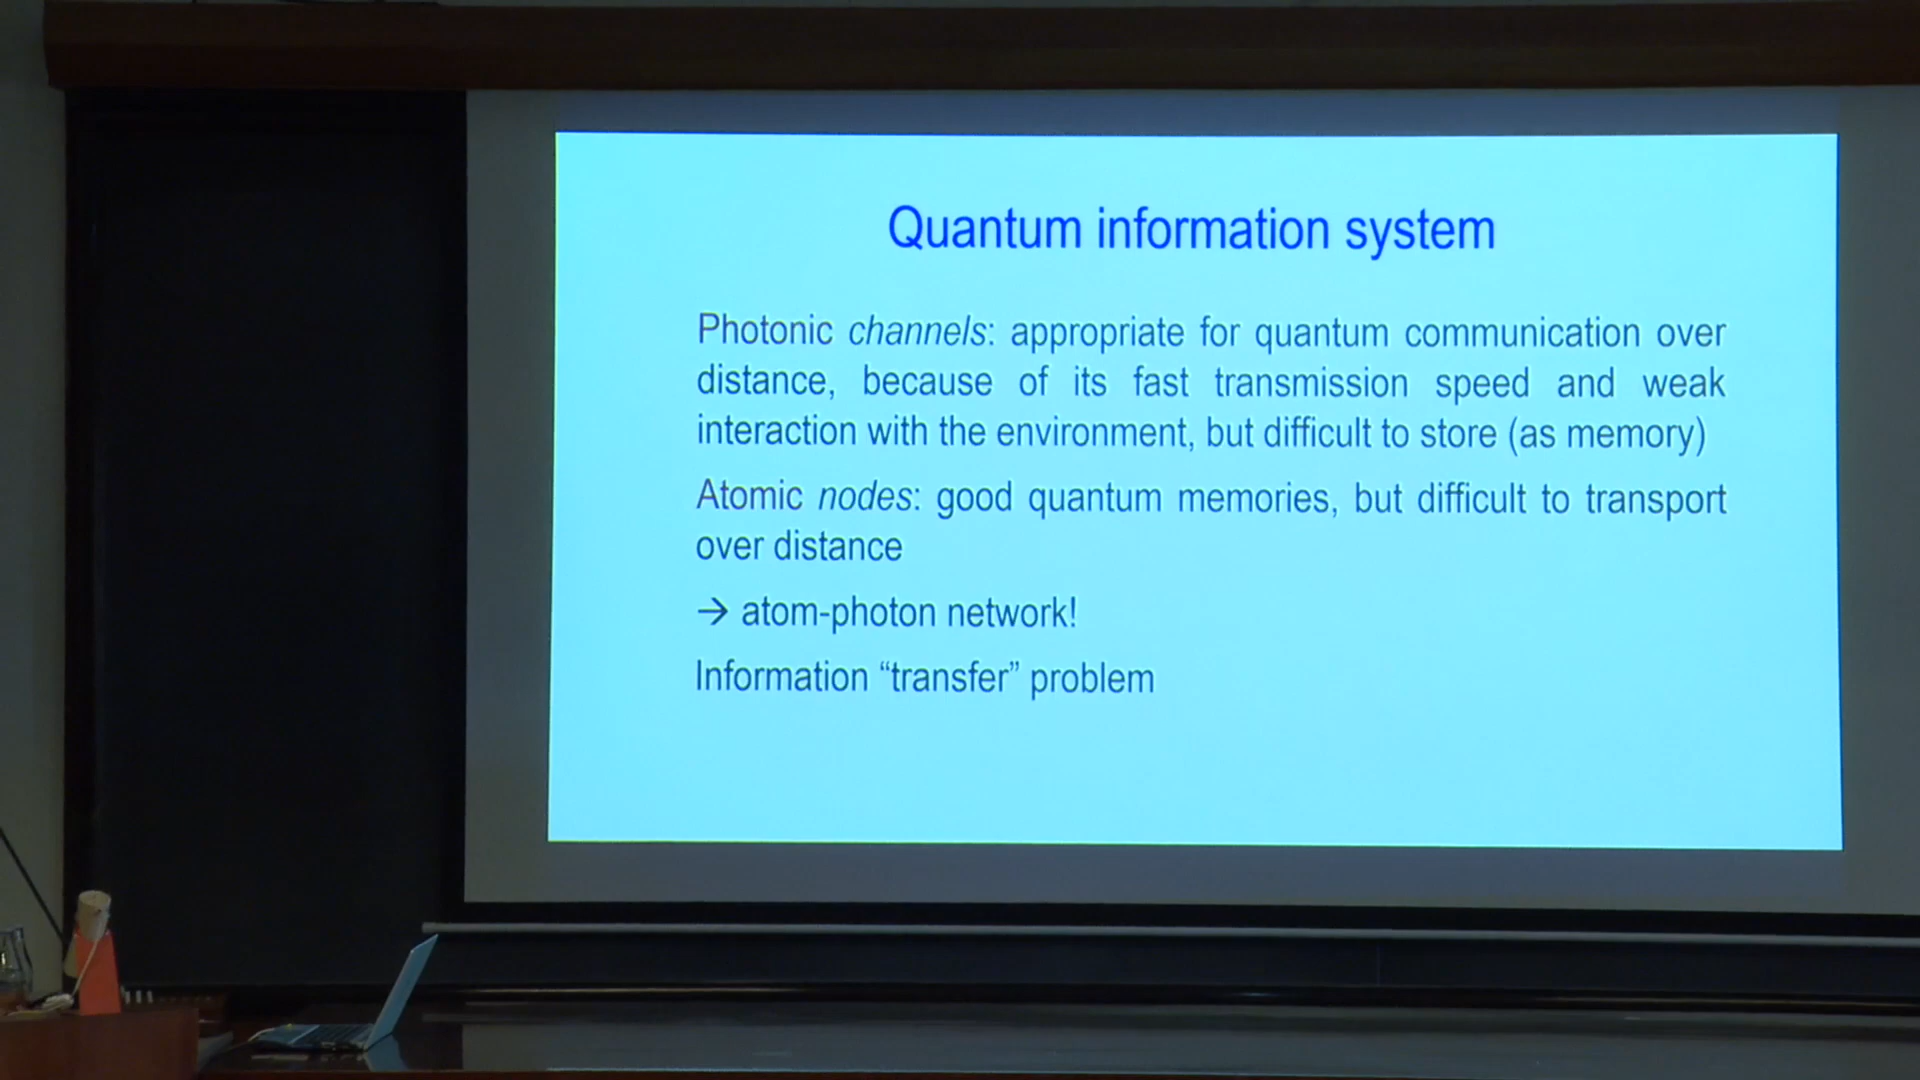 Quantum information system
Photonic channels: appropriate for quantum communication over
distance, because of its fast transmission speed and weak
interaction with the environment, but difficult to store (as memory)
Atomic nodes: good quantum memories, but difficult to transport
over distance
→ atom-photon network!
Information “transfer” problem